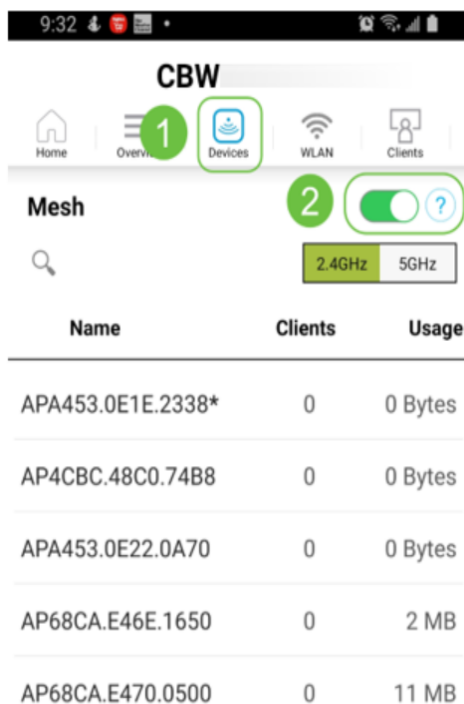 9:32
CBW
1
Home Overvi Devices WLAN Clients
Mesh 2 ?
2.4GHz 5GHz
Name Clients Usage
APA453.0E1E.2338* 0 0 Bytes
AP4CBC.48C0.74B8 0 0 Bytes
APA453.0E22.0A70 0 0 Bytes
AP68CA.E46E.1650 0 2 MB
AP68CA.E470.0500 0 11 MB